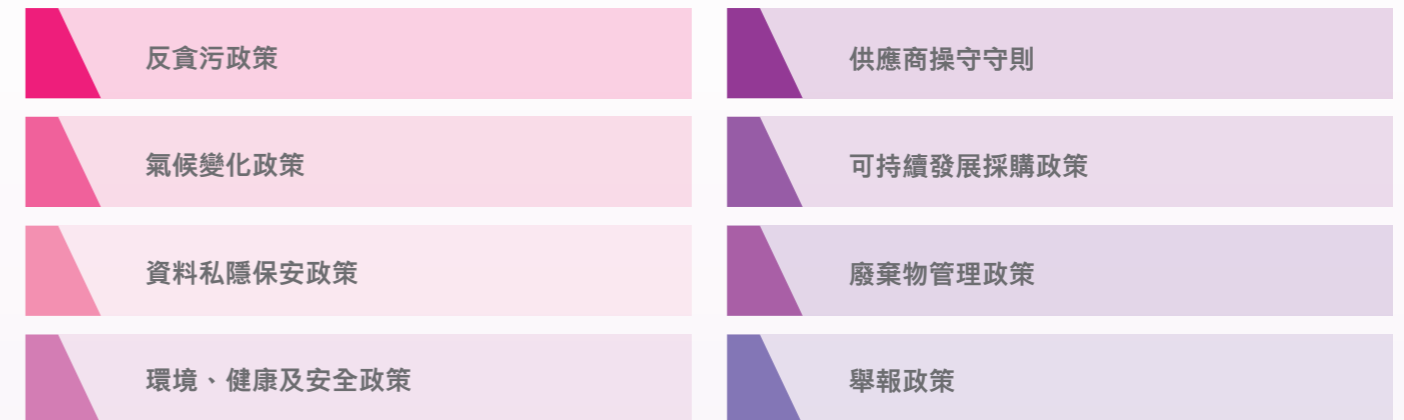 反貪污政策
供應商操守守則
氣候變化政策
可持續發展採購政策
資料私隱保安政策
廢棄物管理政策
環境、健康及安全政策
舉報政策